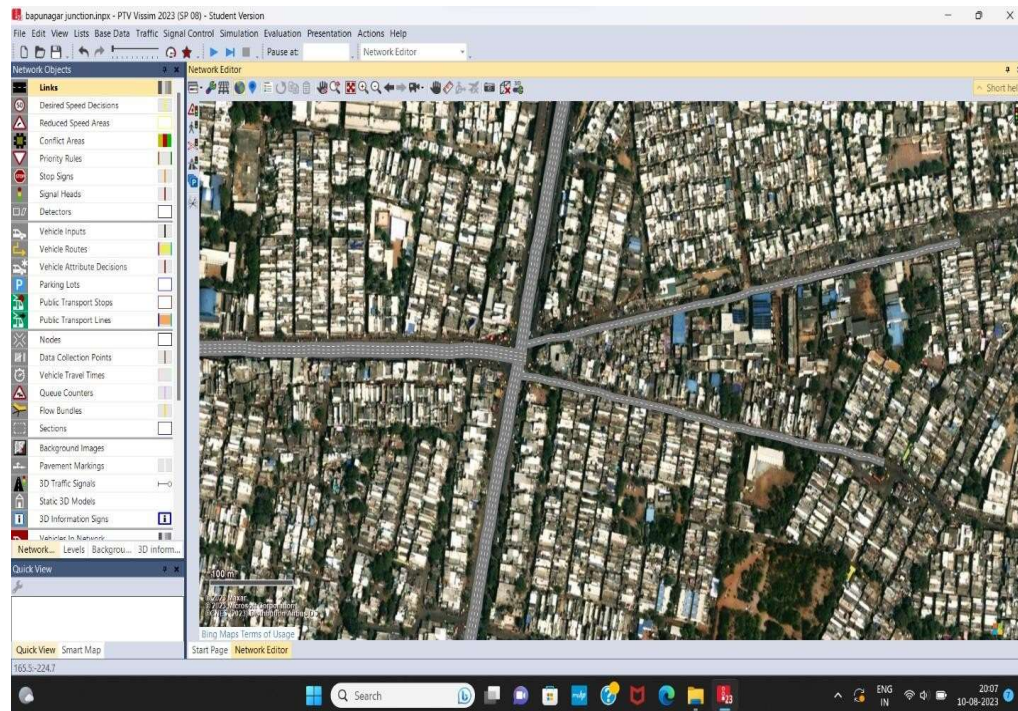 bapunagar junction.inpx - PTV Vissim 2023 (SP 08) - Student Version
File Edit View Lists Base Data Traffic Signal Control Simulation Evaluation Presentation Actions Help
Pause at: Network Editor
Network Objects
Network Editor
Links
Short hel
Desired Speed Decisions
Reduced Speed Areas
Conflict Areas
Priority Rules
Stop Signs
Signal Heads
Detectors
Vehicle Inputs
Vehicle Routes
Vehicle Attribute Decisions
Parking Lots
Public Transport Stops
Public Transport Lines
Nodes
Data Collection Points
Vehicle Travel Times
Queue Counters
Flow Bundles
Sections
Background Images
Pavement Markings
3D Traffic Signals
Static 3D Models
3D Information Signs
Vehicles In Network
Network... Levels Backgrou... 3D inform...
Quick View
100 m
© 2023 Maxar
Bing Maps Terms of Usage
Quick View Smart Map
Start Page Network Editor
165.5:-224.7
Search
ENG
IN
20:07
10-08-2023